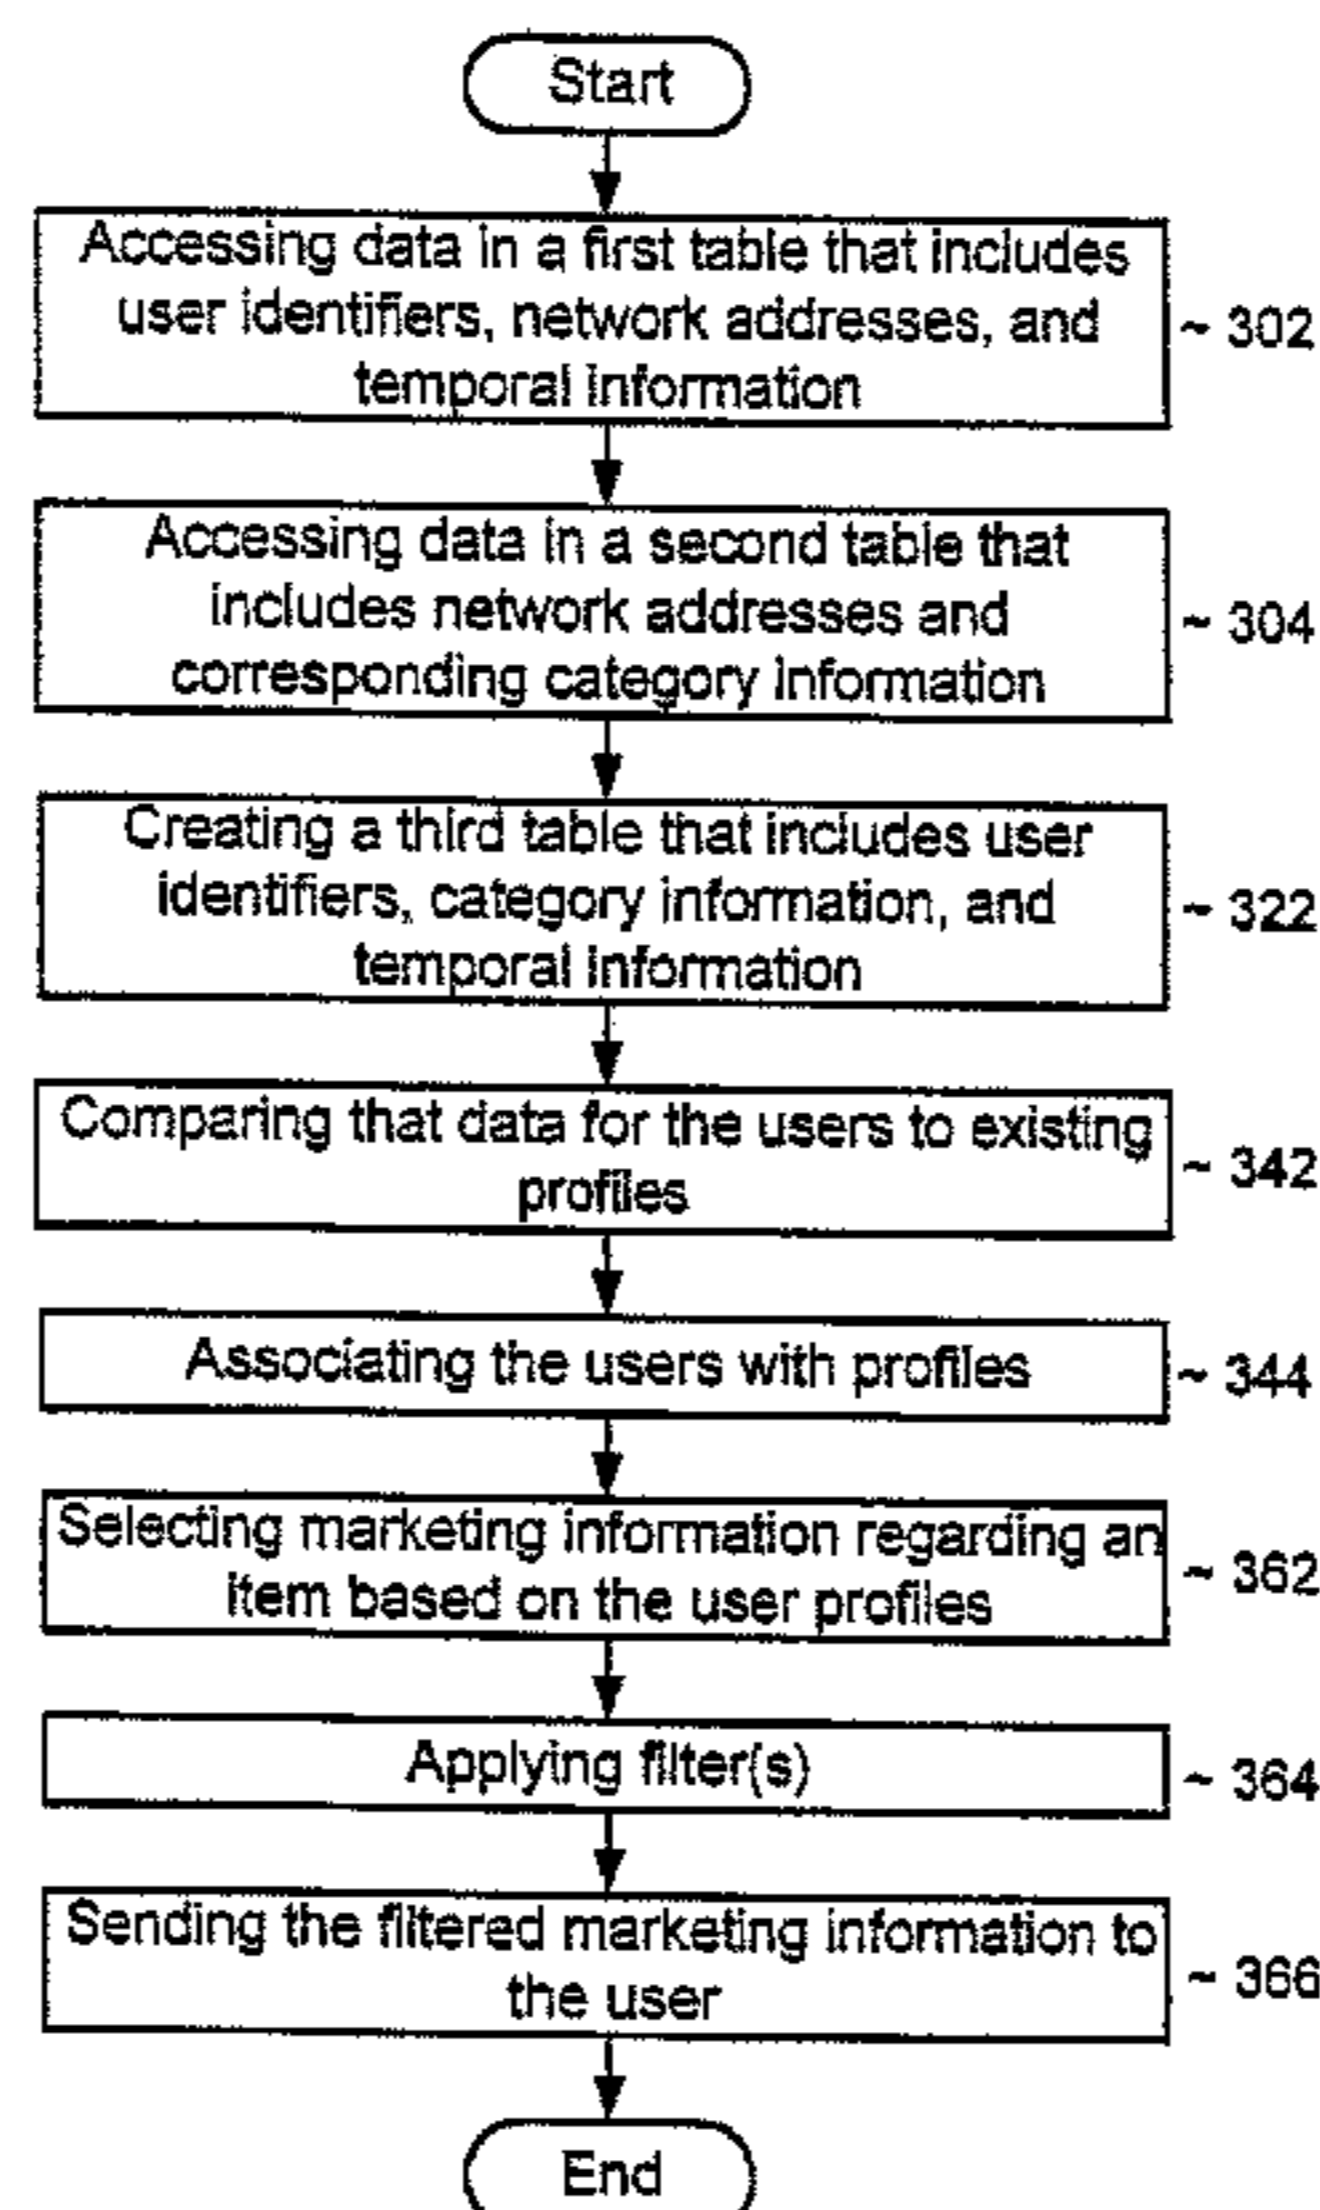 Start
Accessing data in a first table that includes
user identifiers, network addresses, and
temporal information
~ 302
Accessing data in a second table that
includes network addresses and
corresponding category information
~ 304
Creating a third table that includes user
identifiers, category information, and
temporal information
~ 322
Comparing that data for the users to existing
profiles
~ 342
Associating the users with profiles
~ 344
Selecting marketing information regarding an
item based on the user profiles
~ 362
Applying filter(s)
~ 364
Sending the filtered marketing information to
the user
~ 366
End